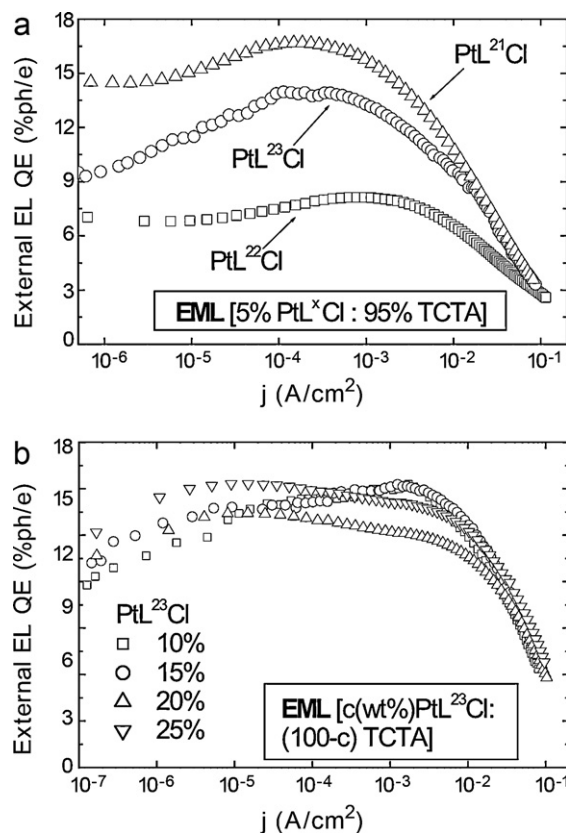 a
18
15
12
9
6
3
0
External EL QE (%ph/e)
PtL²¹Cl
PtL²³Cl
PtL²²Cl
EML [5% PtLˣCl : 95% TCTA]
10⁻⁶ 10⁻⁵ 10⁻⁴ 10⁻³ 10⁻² 10⁻¹
j (A/cm²)
b
18
15
12
9
6
3
0
External EL QE (%ph/e)
PtL²³Cl
10%
15%
20%
25%
EML [c(wt%)PtL²³Cl:
(100-c) TCTA]
10⁻⁷ 10⁻⁶ 10⁻⁵ 10⁻⁴ 10⁻³ 10⁻² 10⁻¹
j (A/cm²)